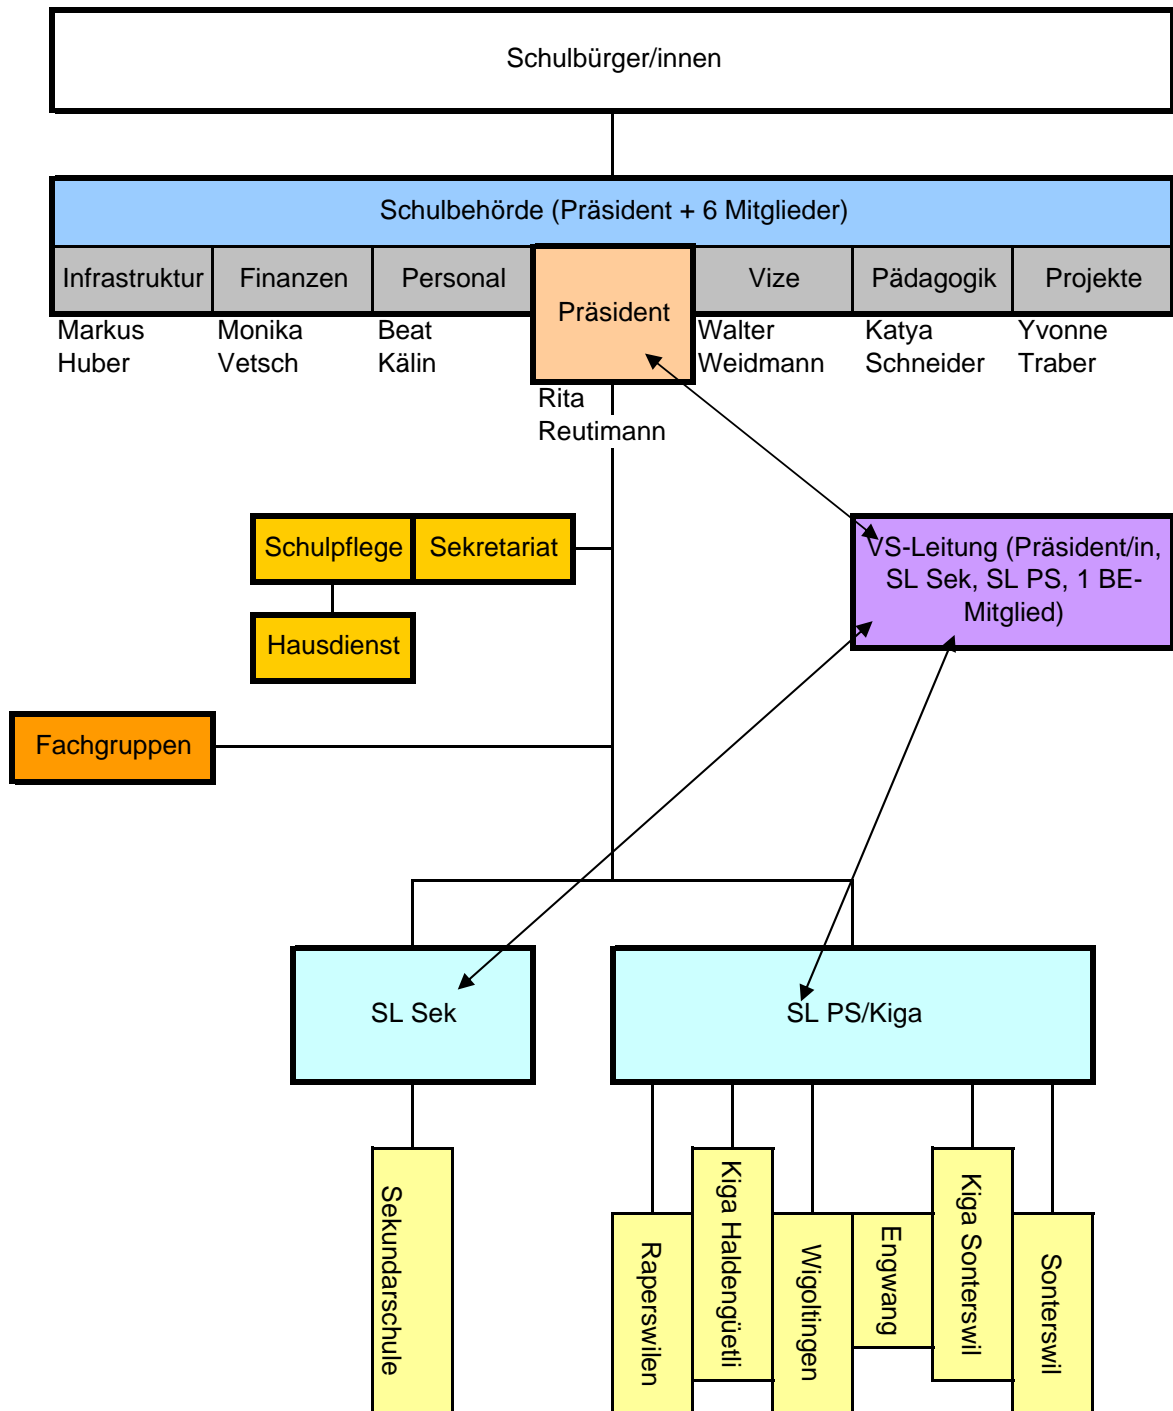 Schulbürger/innen
Schulbehörde (Präsident + 6 Mitglieder)
Infrastruktur
Finanzen
Personal
Präsident
Vize
Pädagogik
Projekte
Markus
Huber
Monika
Vetsch
Beat
Kälin
Rita
Reutimann
Walter
Weidmann
Katya
Schneider
Yvonne
Traber
Schulpflege
Sekretariat
Hausdienst
VS-Leitung (Präsident/in,
SL Sek, SL PS, 1 BE-
Mitglied)
Fachgruppen
SL Sek
SL PS/Kiga
Sekundarschule
Raperswilen
Kiga Haldengüetli
Wigoltingen
Engwang
Kiga Sonterswil
Sonterswil